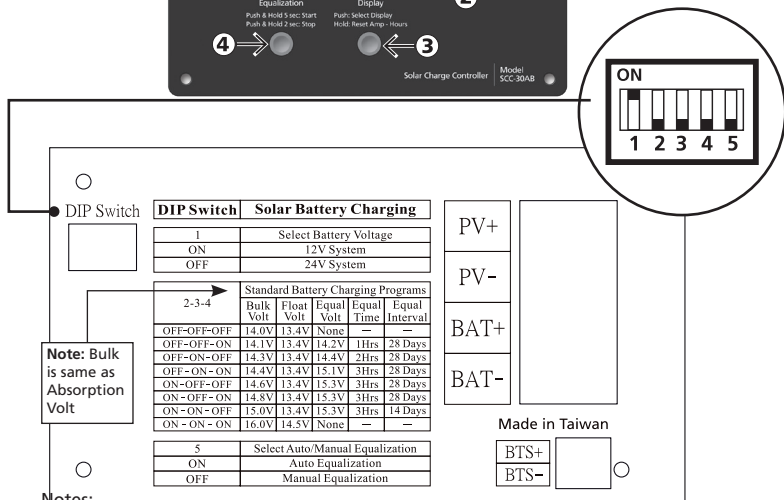 2
Equalization
Push & Hold 5 sec: Start
Push & Hold 2 sec: Stop
Display
Push: Select Display
Hold: Reset Amp - Hours
4
3
Solar Charge Controller
Model
SCC-30AB
ON
1 2 3 4 5
DIP Switch
DIP Switch Solar Battery Charging
1 Select Battery Voltage
ON 12V System
OFF 24V System
2-3-4 Standard Battery Charging Programs
Bulk Volt Float Volt Equal Volt Equal Time Equal Interval
OFF-OFF-OFF 14.0V 13.4V None — —
OFF-OFF-ON 14.1V 13.4V 14.2V 1Hrs 28 Days
OFF-ON-OFF 14.3V 13.4V 14.4V 2Hrs 28 Days
OFF-ON-ON 14.4V 13.4V 15.1V 3Hrs 28 Days
ON-OFF-OFF 14.6V 13.4V 15.3V 3Hrs 28 Days
ON-OFF-ON 14.8V 13.4V 15.3V 3Hrs 28 Days
ON-ON-OFF 15.0V 13.4V 15.3V 3Hrs 14 Days
ON-ON-ON 16.0V 14.5V None — —
5 Select Auto/Manual Equalization
ON Auto Equalization
OFF Manual Equalization
Note: Bulk
is same as
Absorption
Volt
PV+
PV-
BAT+
BAT-
Made in Taiwan
BTS+
BTS-
Notes: